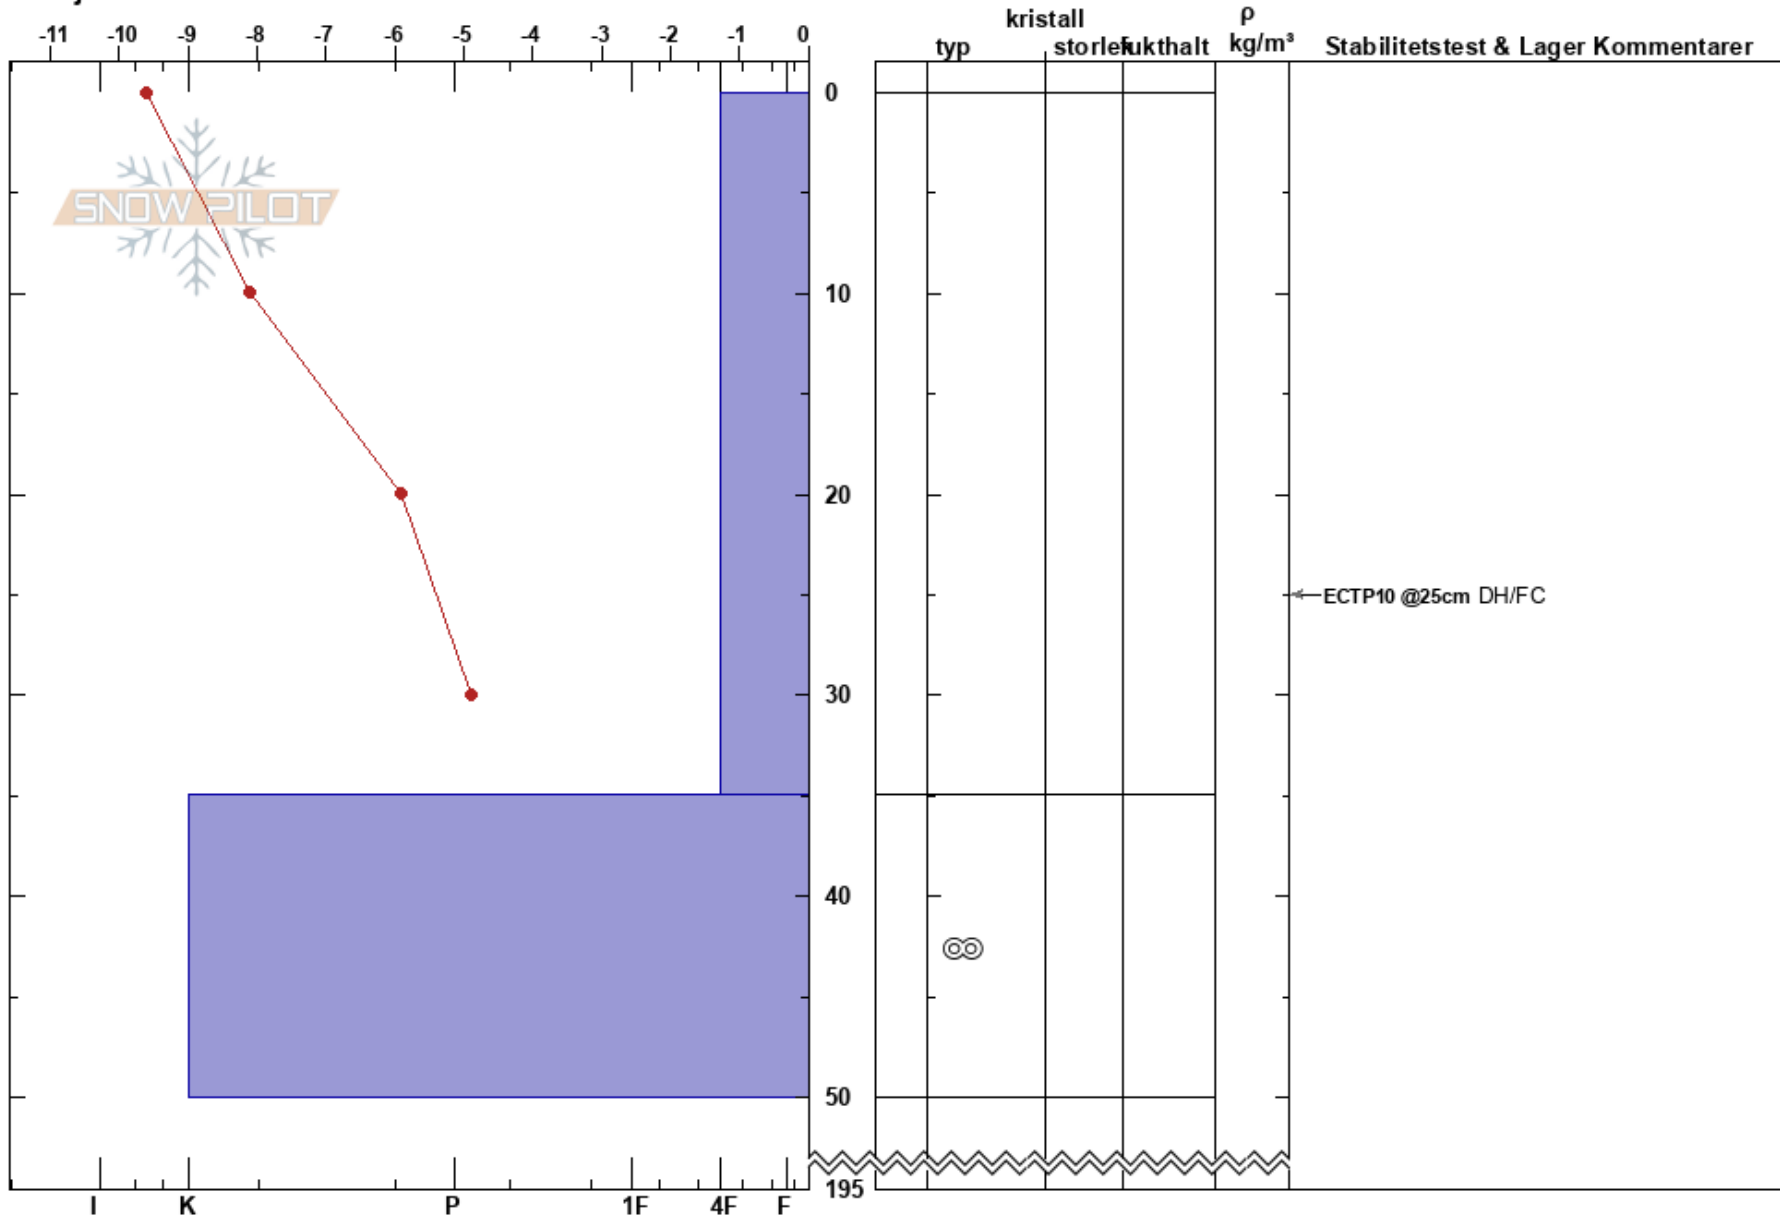 kristall
ρ
-11 -10 -9 -8 -7 -6 -5 -4 -3 -2 -1 0
typ storlek fukthalt kg/m³ Stabilitetstest & Lager Kommentarer
0
SNOW PILOT
10
20
ECTP10 @25cm DH/FC
30
40
50
195
I K P 1F 4F F